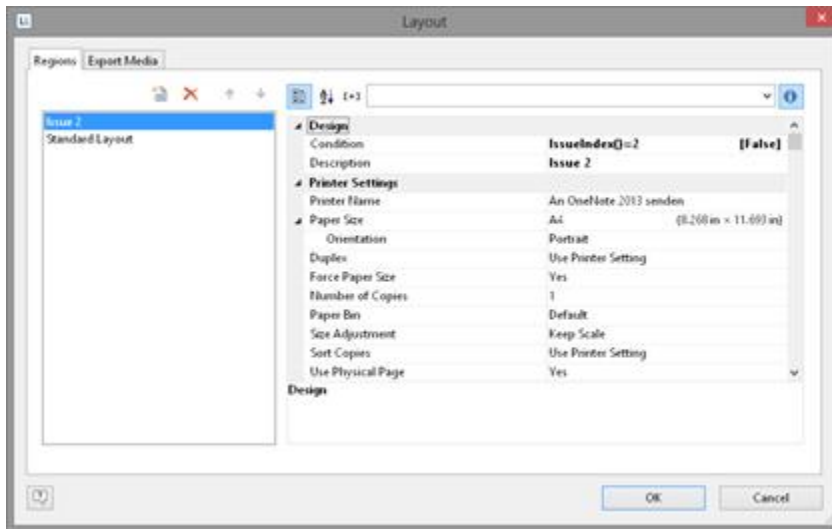 Layout
Regions Export Media
Issue 2
Standard Layout
Design
Condition IssueIndex()=2 [False]
Description Issue 2
Printer Settings
Printer Name An OneNote 2013 senden
Paper Size A4 (8.268 in × 11.693 in)
Orientation Portrait
Duplex Use Printer Setting
Force Paper Size Yes
Number of Copies 1
Paper Bin Default
Size Adjustment Keep Scale
Sort Copies Use Printer Setting
Use Physical Page Yes
Design
OK Cancel